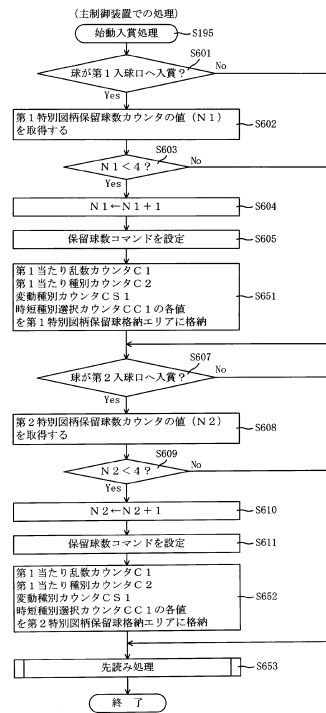 (主制御装置での処理)
始動入賞処理
S195
S601
球が第1入球口へ入賞?
No
Yes
第1特別図柄保留球数カウンタの値(N1)
を取得する
S602
S603
N1<4?
No
Yes
N1←N1+1
S604
保留球数コマンドを設定
S605
第1当たり乱数カウンタC1
第1当たり種別カウンタC2
変動種別カウンタCS1
時短種別選択カウンタCC1の各値
を第1特別図柄保留球格納エリアに格納
S651
S607
球が第2入球口へ入賞?
No
Yes
第2特別図柄保留球数カウンタの値(N2)
を取得する
S608
S609
N2<4?
No
Yes
N2←N2+1
S610
保留球数コマンドを設定
S611
第1当たり乱数カウンタC1
第1当たり種別カウンタC2
変動種別カウンタCS1
時短種別選択カウンタCC1の各値
を第2特別図柄保留球格納エリアに格納
S652
先読み処理
S653
終 了